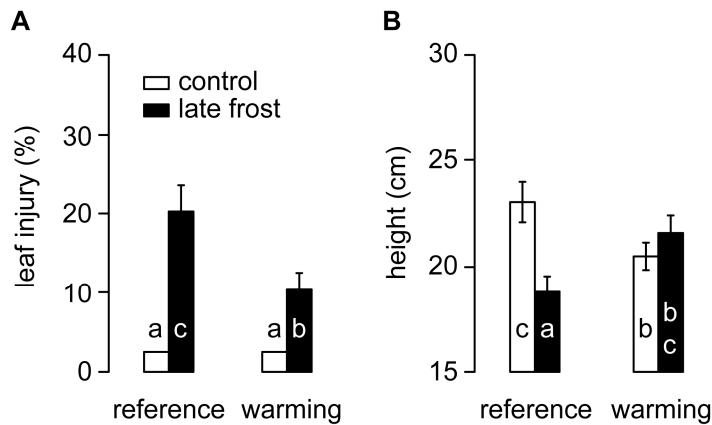 A
B
40
30
20
10
0
leaf injury (%)
control
late frost
a
c
a
b
reference
warming
30
25
20
15
height (cm)
c
a
b
b
c
reference
warming